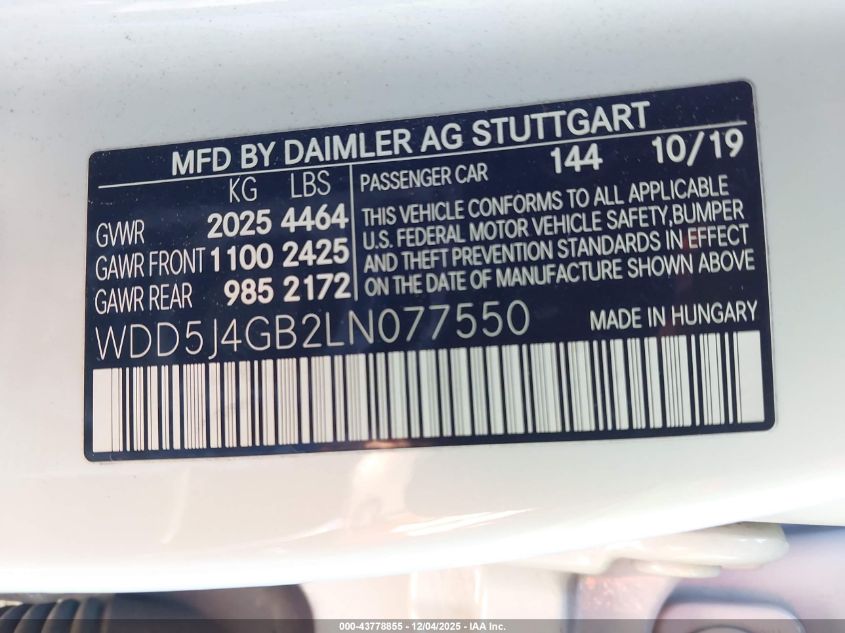 MFD BY DAIMLER AG STUTTGART
KG LBS
GVWR 2025 4464
GAWR FRONT 1100 2425
GAWR REAR 985 2172
PASSENGER CAR 144 10/19
THIS VEHICLE CONFORMS TO ALL APPLICABLE
U.S. FEDERAL MOTOR VEHICLE SAFETY,BUMPER
AND THEFT PREVENTION STANDARDS IN EFFECT
ON THE DATE OF MANUFACTURE SHOWN ABOVE
WDD5J4GB2LN077550 MADE IN HUNGARY
000-43778855 - 12/04/2025 - IAA Inc.